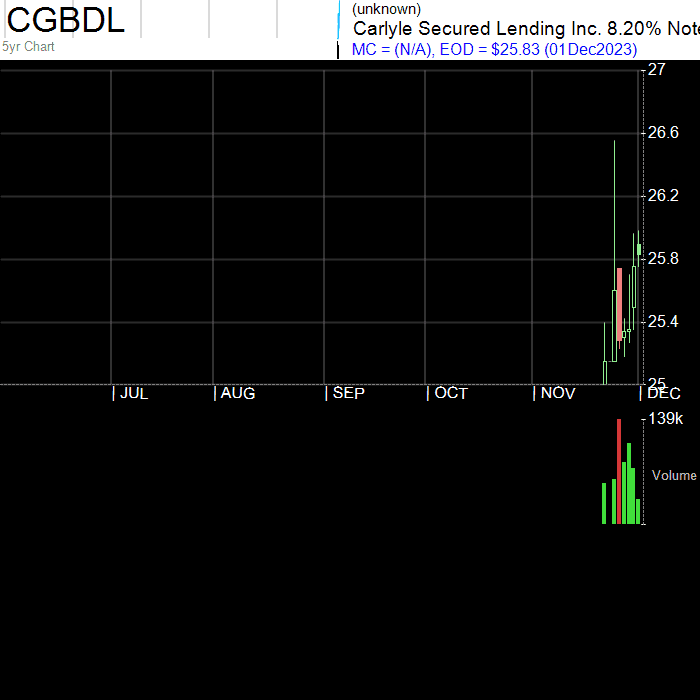 CGBDL
5yr Chart
(unknown)
Carlyle Secured Lending Inc. 8.20% Note
MC = (N/A), EOD = $25.83 (01Dec2023)
27
26.6
26.2
25.8
25.4
25
JUL AUG SEP OCT NOV DEC
139k
Volume